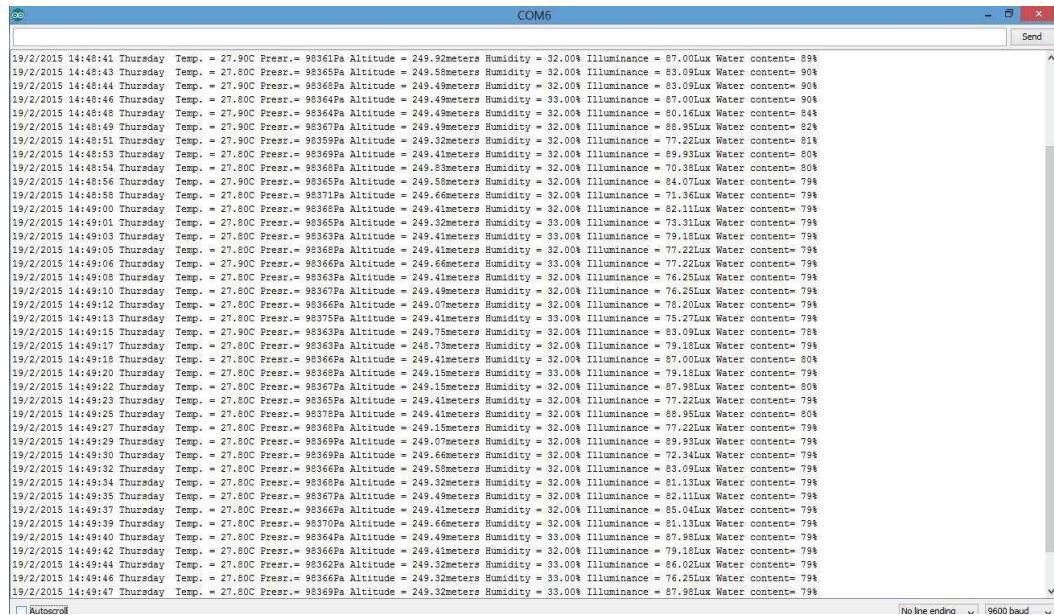 COM6
Send
19/2/2015 14:48:41 Thursday Temp. = 27.90C Presr.= 98361Pa Altitude = 249.92meters Humidity = 32.00% Illuminance = 87.00Lux Water content= 89%
19/2/2015 14:48:43 Thursday Temp. = 27.80C Presr.= 98365Pa Altitude = 249.58meters Humidity = 32.00% Illuminance = 83.09Lux Water content= 90%
19/2/2015 14:48:44 Thursday Temp. = 27.90C Presr.= 98368Pa Altitude = 249.49meters Humidity = 32.00% Illuminance = 83.09Lux Water content= 90%
19/2/2015 14:48:46 Thursday Temp. = 27.80C Presr.= 98364Pa Altitude = 249.49meters Humidity = 33.00% Illuminance = 87.00Lux Water content= 90%
19/2/2015 14:48:48 Thursday Temp. = 27.90C Presr.= 98364Pa Altitude = 249.49meters Humidity = 32.00% Illuminance = 80.16Lux Water content= 84%
19/2/2015 14:48:49 Thursday Temp. = 27.90C Presr.= 98367Pa Altitude = 249.49meters Humidity = 32.00% Illuminance = 88.95Lux Water content= 82%
19/2/2015 14:48:51 Thursday Temp. = 27.90C Presr.= 98359Pa Altitude = 249.32meters Humidity = 32.00% Illuminance = 77.22Lux Water content= 81%
19/2/2015 14:48:53 Thursday Temp. = 27.80C Presr.= 98369Pa Altitude = 249.41meters Humidity = 32.00% Illuminance = 89.93Lux Water content= 80%
19/2/2015 14:48:54 Thursday Temp. = 27.80C Presr.= 98368Pa Altitude = 249.83meters Humidity = 32.00% Illuminance = 70.38Lux Water content= 80%
19/2/2015 14:48:56 Thursday Temp. = 27.90C Presr.= 98365Pa Altitude = 249.58meters Humidity = 32.00% Illuminance = 84.07Lux Water content= 79%
19/2/2015 14:48:58 Thursday Temp. = 27.80C Presr.= 98371Pa Altitude = 249.66meters Humidity = 32.00% Illuminance = 71.36Lux Water content= 79%
19/2/2015 14:49:00 Thursday Temp. = 27.80C Presr.= 98368Pa Altitude = 249.41meters Humidity = 32.00% Illuminance = 82.11Lux Water content= 79%
19/2/2015 14:49:01 Thursday Temp. = 27.80C Presr.= 98365Pa Altitude = 249.32meters Humidity = 33.00% Illuminance = 73.31Lux Water content= 79%
19/2/2015 14:49:03 Thursday Temp. = 27.80C Presr.= 98363Pa Altitude = 249.41meters Humidity = 33.00% Illuminance = 79.18Lux Water content= 79%
19/2/2015 14:49:05 Thursday Temp. = 27.80C Presr.= 98368Pa Altitude = 249.41meters Humidity = 32.00% Illuminance = 77.22Lux Water content= 79%
19/2/2015 14:49:06 Thursday Temp. = 27.90C Presr.= 98366Pa Altitude = 249.66meters Humidity = 33.00% Illuminance = 77.22Lux Water content= 79%
19/2/2015 14:49:08 Thursday Temp. = 27.80C Presr.= 98363Pa Altitude = 249.41meters Humidity = 32.00% Illuminance = 76.25Lux Water content= 79%
19/2/2015 14:49:10 Thursday Temp. = 27.80C Presr.= 98367Pa Altitude = 249.49meters Humidity = 32.00% Illuminance = 76.25Lux Water content= 79%
19/2/2015 14:49:12 Thursday Temp. = 27.80C Presr.= 98366Pa Altitude = 249.07meters Humidity = 32.00% Illuminance = 78.20Lux Water content= 79%
19/2/2015 14:49:13 Thursday Temp. = 27.80C Presr.= 98375Pa Altitude = 249.41meters Humidity = 33.00% Illuminance = 75.27Lux Water content= 79%
19/2/2015 14:49:15 Thursday Temp. = 27.90C Presr.= 98363Pa Altitude = 249.75meters Humidity = 32.00% Illuminance = 83.09Lux Water content= 78%
19/2/2015 14:49:17 Thursday Temp. = 27.80C Presr.= 98363Pa Altitude = 248.73meters Humidity = 32.00% Illuminance = 79.18Lux Water content= 79%
19/2/2015 14:49:18 Thursday Temp. = 27.80C Presr.= 98366Pa Altitude = 249.41meters Humidity = 32.00% Illuminance = 87.00Lux Water content= 80%
19/2/2015 14:49:20 Thursday Temp. = 27.80C Presr.= 98368Pa Altitude = 249.15meters Humidity = 33.00% Illuminance = 79.18Lux Water content= 79%
19/2/2015 14:49:22 Thursday Temp. = 27.80C Presr.= 98367Pa Altitude = 249.15meters Humidity = 32.00% Illuminance = 87.98Lux Water content= 80%
19/2/2015 14:49:23 Thursday Temp. = 27.80C Presr.= 98365Pa Altitude = 249.41meters Humidity = 32.00% Illuminance = 77.22Lux Water content= 79%
19/2/2015 14:49:25 Thursday Temp. = 27.80C Presr.= 98378Pa Altitude = 249.41meters Humidity = 32.00% Illuminance = 88.95Lux Water content= 80%
19/2/2015 14:49:27 Thursday Temp. = 27.80C Presr.= 98368Pa Altitude = 249.15meters Humidity = 32.00% Illuminance = 77.22Lux Water content= 79%
19/2/2015 14:49:29 Thursday Temp. = 27.80C Presr.= 98369Pa Altitude = 249.07meters Humidity = 32.00% Illuminance = 89.93Lux Water content= 79%
19/2/2015 14:49:30 Thursday Temp. = 27.80C Presr.= 98369Pa Altitude = 249.66meters Humidity = 32.00% Illuminance = 72.34Lux Water content= 79%
19/2/2015 14:49:32 Thursday Temp. = 27.80C Presr.= 98366Pa Altitude = 249.58meters Humidity = 32.00% Illuminance = 83.09Lux Water content= 79%
19/2/2015 14:49:34 Thursday Temp. = 27.80C Presr.= 98368Pa Altitude = 249.32meters Humidity = 32.00% Illuminance = 81.13Lux Water content= 79%
19/2/2015 14:49:35 Thursday Temp. = 27.80C Presr.= 98367Pa Altitude = 249.49meters Humidity = 32.00% Illuminance = 82.11Lux Water content= 79%
19/2/2015 14:49:37 Thursday Temp. = 27.80C Presr.= 98366Pa Altitude = 249.41meters Humidity = 32.00% Illuminance = 85.04Lux Water content= 79%
19/2/2015 14:49:39 Thursday Temp. = 27.80C Presr.= 98370Pa Altitude = 249.66meters Humidity = 32.00% Illuminance = 81.13Lux Water content= 79%
19/2/2015 14:49:40 Thursday Temp. = 27.80C Presr.= 98364Pa Altitude = 249.49meters Humidity = 33.00% Illuminance = 87.98Lux Water content= 79%
19/2/2015 14:49:42 Thursday Temp. = 27.80C Presr.= 98366Pa Altitude = 249.41meters Humidity = 32.00% Illuminance = 79.18Lux Water content= 79%
19/2/2015 14:49:44 Thursday Temp. = 27.80C Presr.= 98362Pa Altitude = 249.32meters Humidity = 33.00% Illuminance = 86.02Lux Water content= 79%
19/2/2015 14:49:46 Thursday Temp. = 27.80C Presr.= 98366Pa Altitude = 249.32meters Humidity = 33.00% Illuminance = 76.25Lux Water content= 79%
19/2/2015 14:49:47 Thursday Temp. = 27.80C Presr.= 98369Pa Altitude = 249.32meters Humidity = 33.00% Illuminance = 87.98Lux Water content= 79%
Autoscroll
No line ending
9600 baud